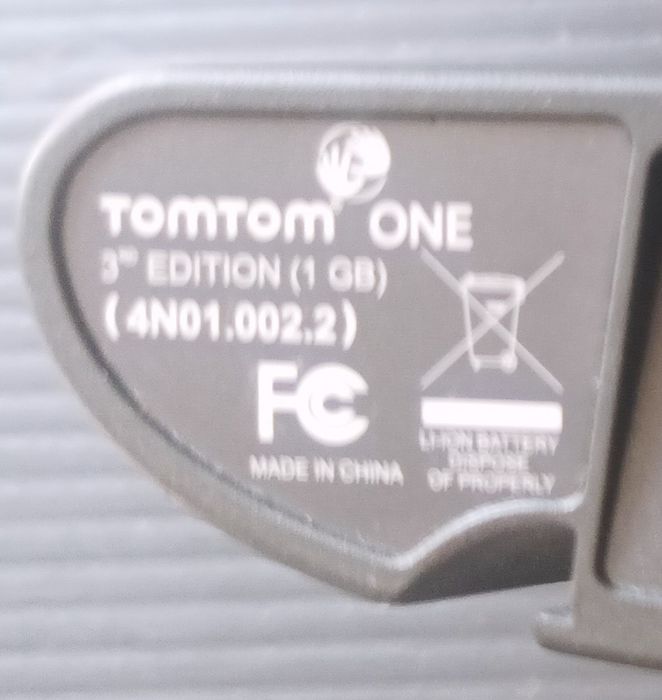 TOMTOM ONE
3RD EDITION (1 GB)
(4N01.002.2)
FC
MADE IN CHINA
LI-ION BATTERY
DISPOSE
OF PROPERLY